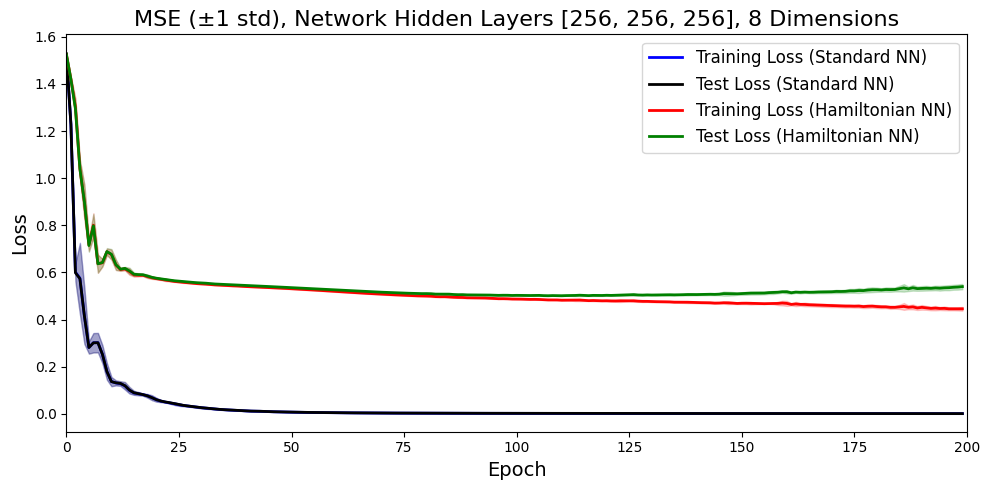 MSE (±1 std), Network Hidden Layers [256, 256, 256], 8 Dimensions
Training Loss (Standard NN)
Test Loss (Standard NN)
Training Loss (Hamiltonian NN)
Test Loss (Hamiltonian NN)
Loss
1.6
1.4
1.2
1.0
0.8
0.6
0.4
0.2
0.0
0 25 50 75 100 125 150 175 200
Epoch